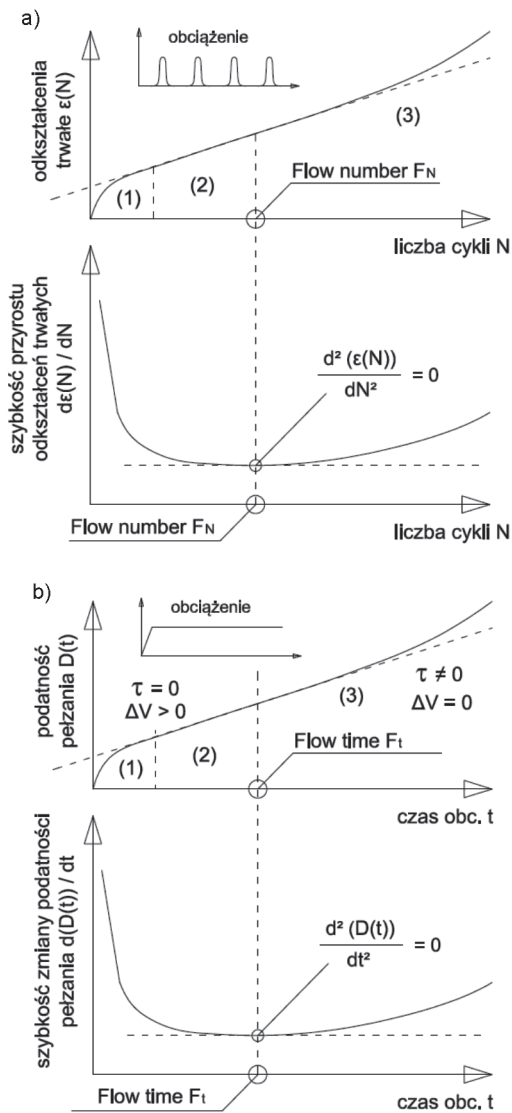 a)
obciążenie
odkształcenia
trwałe ε(N)
(1)
(2)
(3)
Flow number FN
liczba cykli N
szybkość przyrostu
odkształceń trwałych
dε(N) / dN
d² (ε(N))
dN²
= 0
Flow number FN
liczba cykli N
b)
obciążenie
podatność
pełzania D(t)
τ = 0
ΔV > 0
τ ≠ 0
ΔV = 0
(1)
(2)
(3)
Flow time Ft
czas obc. t
szybkość zmiany podatności
pełzania d(D(t)) / dt
d² (D(t))
dt²
= 0
Flow time Ft
czas obc. t